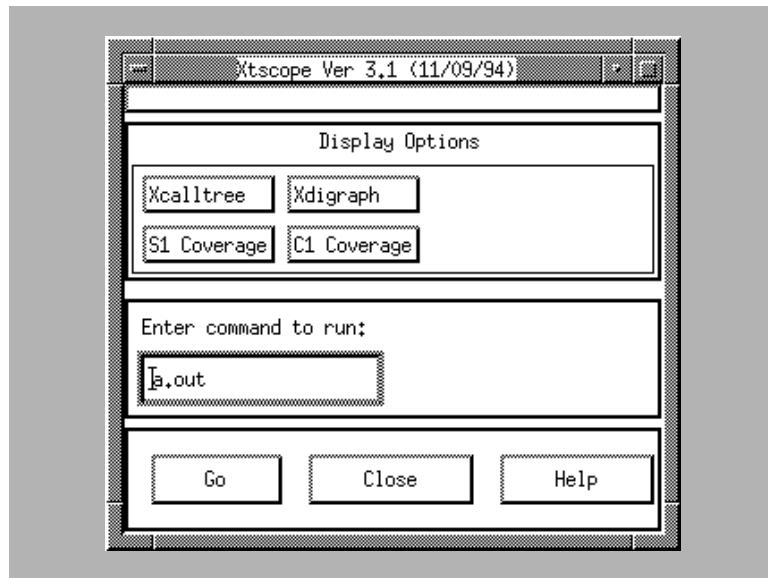 Xtscope Ver 3.1 (11/09/94)
Display Options
Xcalltree Xdigraph
S1 Coverage C1 Coverage
Enter command to run:
a.out
Go Close Help